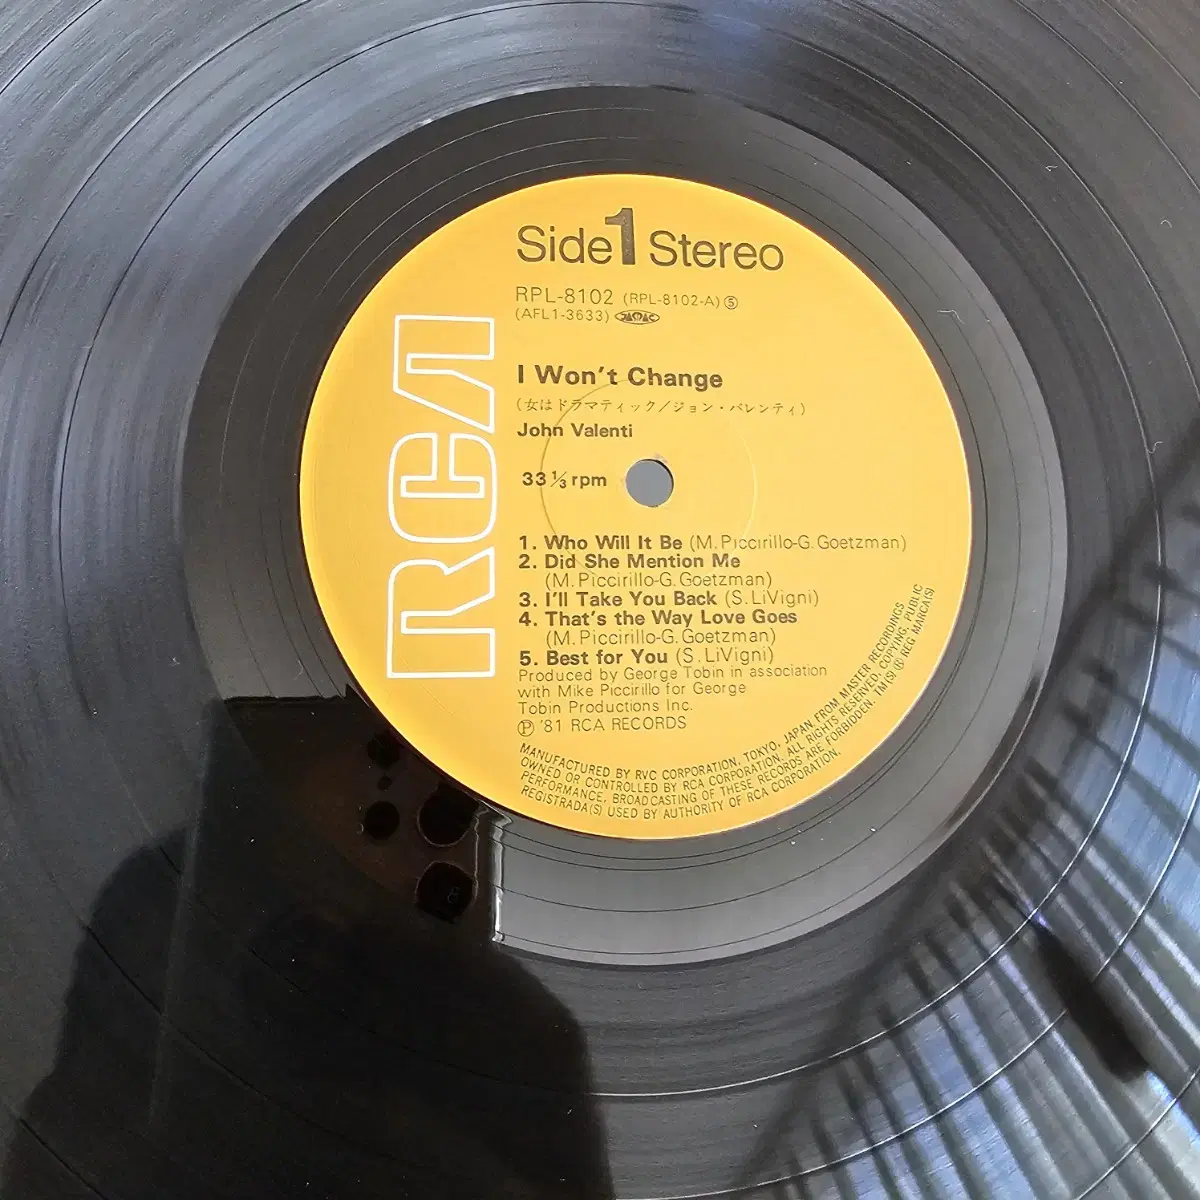 Side 1 Stereo
RPL-8102 (RPL-8102-A)⑤
(AFL1-3633) JASRAC
I Won't Change
(女はドラマティック/ジョン・バレンティ)
John Valenti
33 1/3 rpm
1. Who Will It Be (M. Piccirillo-G. Goetzman)
2. Did She Mention Me
(M. Piccirillo-G. Goetzman)
3. I'll Take You Back (S. LiVigni)
4. That's the Way Love Goes
(M. Piccirillo-G. Goetzman)
5. Best for You (S. LiVigni)
Produced by George Tobin in association
with Mike Piccirillo for George
Tobin Productions Inc.
Ⓟ '81 RCA RECORDS
MANUFACTURED BY RVC CORPORATION, TOKYO, JAPAN. FROM MASTER RECORDINGS
OWNED OR CONTROLLED BY RCA CORPORATION. ALL RIGHTS RESERVED. COPYING, PUBLIC
PERFORMANCE, BROADCASTING OF THESE RECORDS ARE FORBIDDEN. TM(S) ® REG MARCA(S)
REGISTRADA(S) USED BY AUTHORITY OF RCA CORPORATION.
RCA